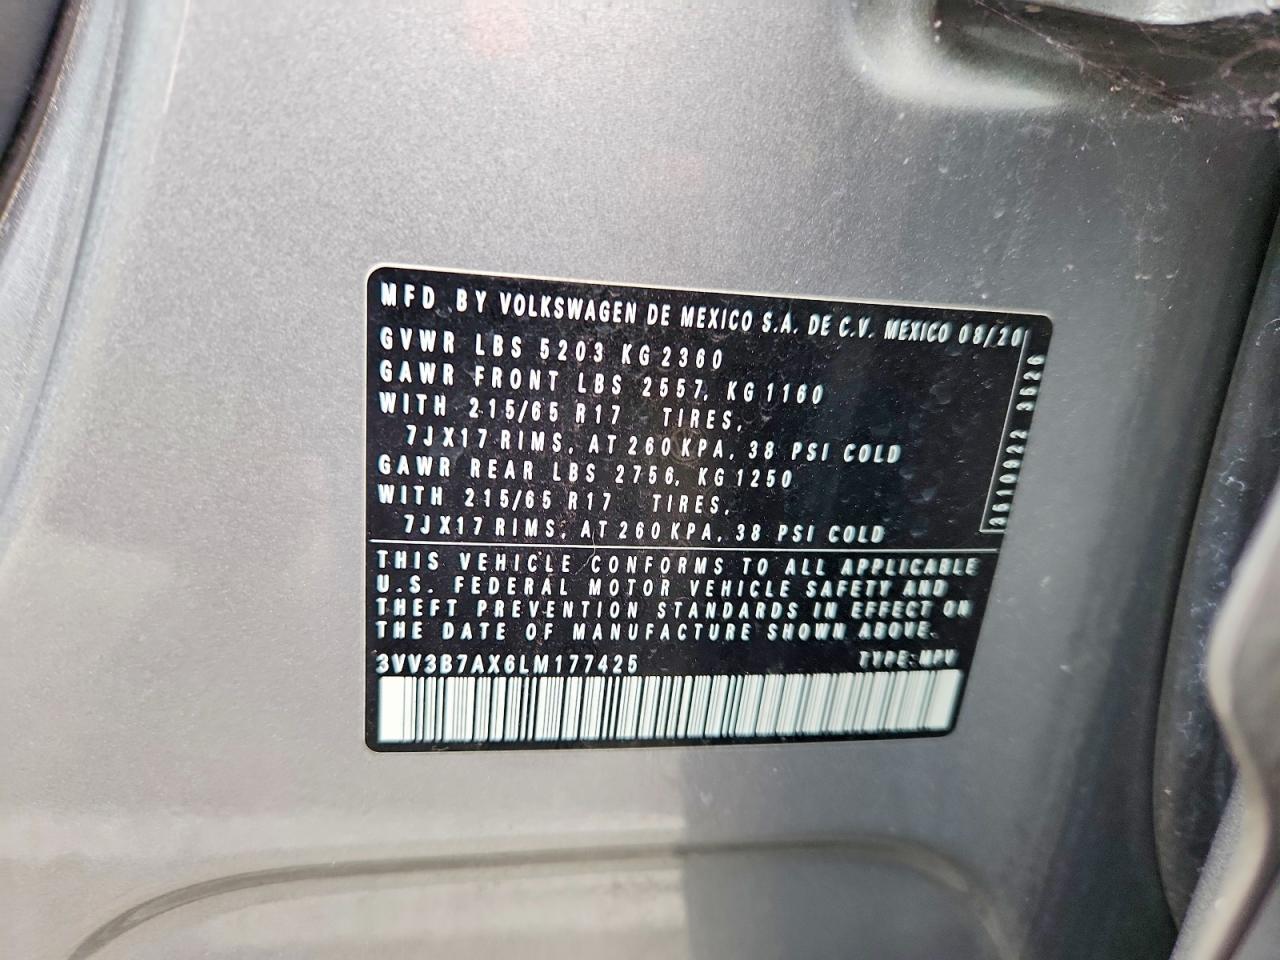 MFD BY VOLKSWAGEN DE MEXICO S.A. DE C.V. MEXICO 08/20
GVWR LBS 5203 KG 2360
GAWR FRONT LBS 2557, KG 1160
WITH 215/65 R17 TIRES,
7JX17 RIMS, AT 260 KPA, 38 PSI COLD
GAWR REAR LBS 2756, KG 1250
WITH 215/65 R17 TIRES,
7JX17 RIMS, AT 260 KPA, 38 PSI COLD
THIS VEHICLE CONFORMS TO ALL APPLICABLE
U.S. FEDERAL MOTOR VEHICLE SAFETY AND
THEFT PREVENTION STANDARDS IN EFFECT ON
THE DATE OF MANUFACTURE SHOWN ABOVE.
3VV3B7AX6LM177425 TYPE: MPV